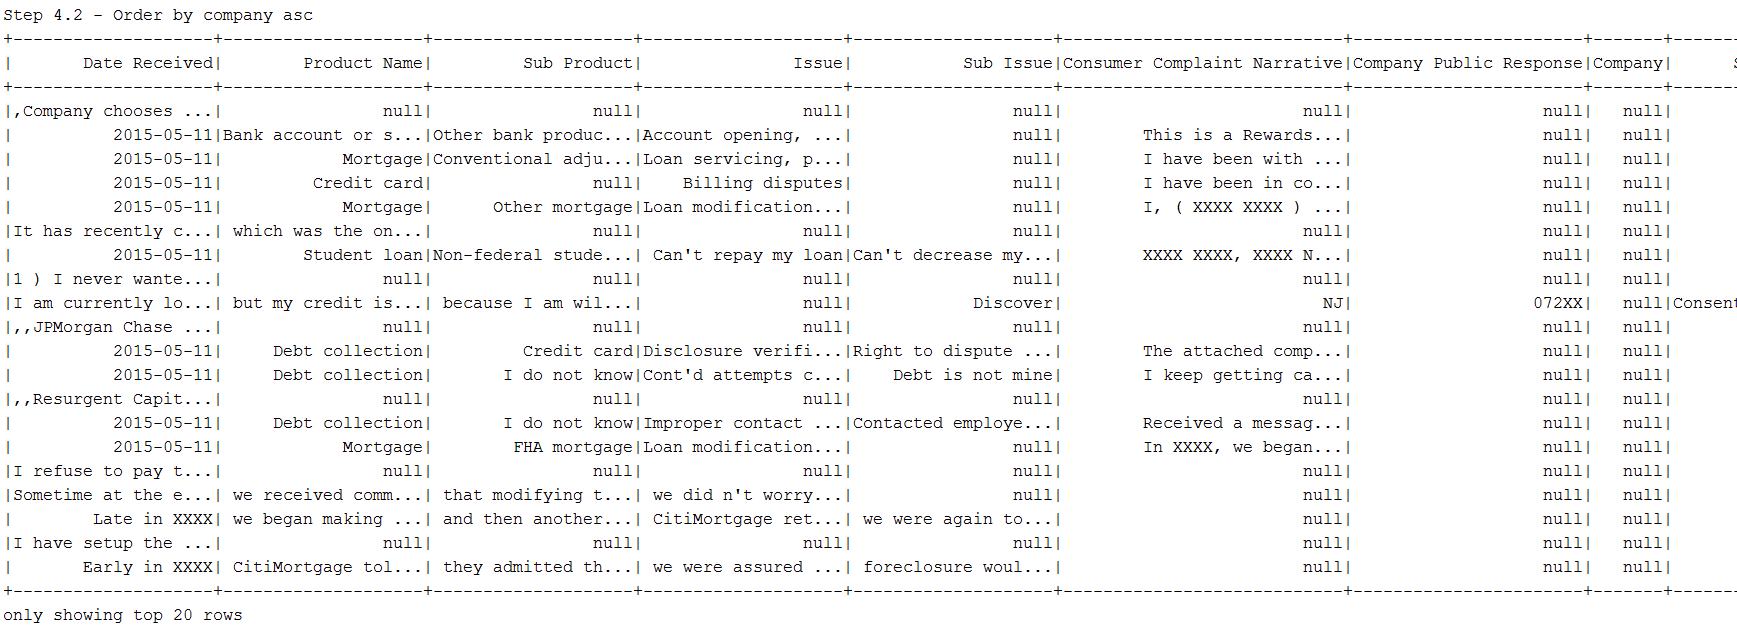 Step 4.2 - Order by company asc
+--------------------+--------------------+--------------------+--------------------+--------------------+----------------------------+-----------------------+-------+-------
|       Date Received|        Product Name|         Sub Product|               Issue|           Sub Issue|Consumer Complaint Narrative|Company Public Response|Company|      S
+--------------------+--------------------+--------------------+--------------------+--------------------+----------------------------+-----------------------+-------+-------
|,Company chooses ...|                null|                null|                null|                null|                        null|                   null|   null|
|          2015-05-11|Bank account or s...|Other bank produc...|Account opening, ...|                null|        This is a Rewards...|                   null|   null|
|          2015-05-11|            Mortgage|Conventional adju...|Loan servicing, p...|                null|        I have been with ...|                   null|   null|
|          2015-05-11|         Credit card|                null|    Billing disputes|                null|        I have been in co...|                   null|   null|
|          2015-05-11|            Mortgage|      Other mortgage|Loan modification...|                null|        I, ( XXXX XXXX ) ...|                   null|   null|
|It has recently c...| which was the on...|                null|                null|                null|                        null|                   null|   null|
|          2015-05-11|        Student loan|Non-federal stude...| Can't repay my loan|Can't decrease my...|        XXXX XXXX, XXXX N...|                   null|   null|
|1 ) I never wante...|                null|                null|                null|                null|                        null|                   null|   null|
|I am currently lo...| but my credit is...| because I am wil...|                null|            Discover|                          NJ|                  072XX|   null|Consent
|,,JPMorgan Chase ...|                null|                null|                null|                null|                        null|                   null|   null|
|          2015-05-11|     Debt collection|         Credit card|Disclosure verifi...|Right to dispute ...|        The attached comp...|                   null|   null|
|          2015-05-11|     Debt collection|       I do not know|Cont'd attempts c...|    Debt is not mine|        I keep getting ca...|                   null|   null|
|,,Resurgent Capit...|                null|                null|                null|                null|                        null|                   null|   null|
|          2015-05-11|     Debt collection|       I do not know|Improper contact ...|Contacted employe...|        Received a messag...|                   null|   null|
|          2015-05-11|            Mortgage|        FHA mortgage|Loan modification...|                null|        In XXXX, we began...|                   null|   null|
|I refuse to pay t...|                null|                null|                null|                null|                        null|                   null|   null|
|Sometime at the e...| we received comm...| that modifying t...| we did n't worry...|                null|                        null|                   null|   null|
|        Late in XXXX| we began making ...| and then another...| CitiMortgage ret...| we were again to...|                        null|                   null|   null|
|I have setup the ...|                null|                null|                null|                null|                        null|                   null|   null|
|       Early in XXXX| CitiMortgage tol...| they admitted th...| we were assured ...| foreclosure woul...|                        null|                   null|   null|
+--------------------+--------------------+--------------------+--------------------+--------------------+----------------------------+-----------------------+-------+-------
only showing top 20 rows